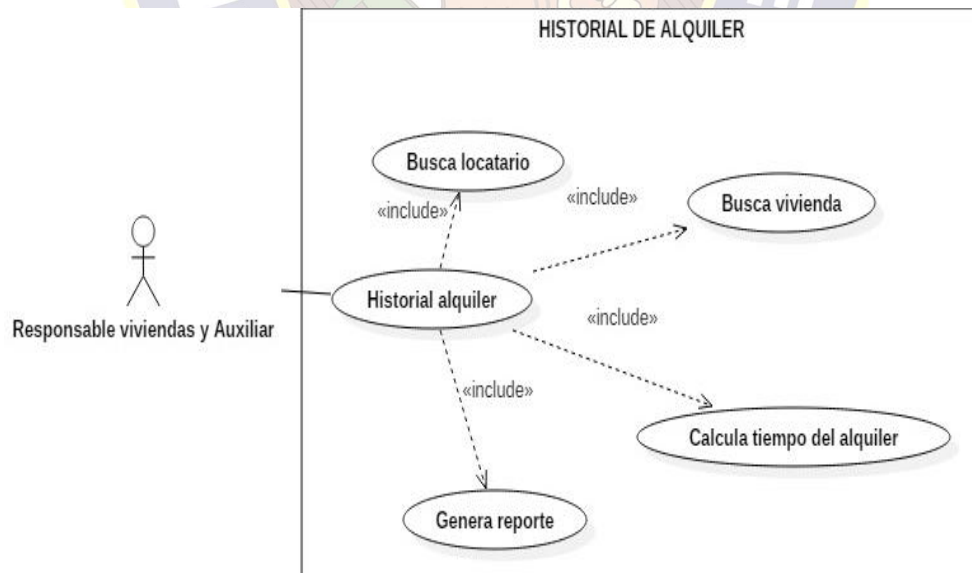 HISTORIAL DE ALQUILER
Busca locatario
«include»
«include»
Busca vivienda
Historial alquiler
Responsable viviendas y Auxiliar
«include»
«include»
Calcula tiempo del alquiler
Genera reporte